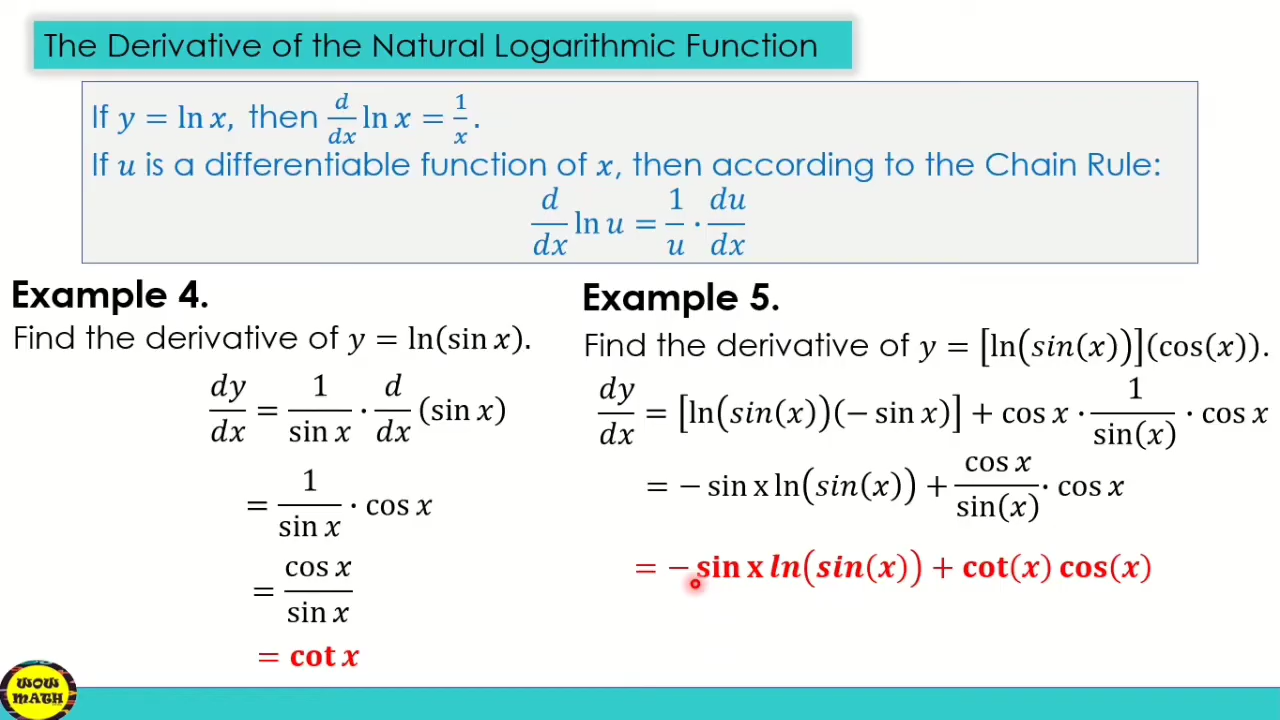 The Derivative of the Natural Logarithmic Function
If y = ln x, then d/dx ln x = 1/x.
If u is a differentiable function of x, then according to the Chain Rule:
d/dx ln u = 1/u · du/dx
Example 4.
Find the derivative of y = ln(sin x).
dy/dx = 1/sin x · d/dx (sin x)
= 1/sin x · cos x
= cos x/sin x
= cot x
Example 5.
Find the derivative of y = [ln(sin(x))](cos(x)).
dy/dx = [ln(sin(x))(− sin x)] + cos x · 1/sin(x) · cos x
= − sin x ln(sin(x)) + cos x/sin(x) · cos x
= − sin x ln(sin(x)) + cot(x) cos(x)
WOW
MATH